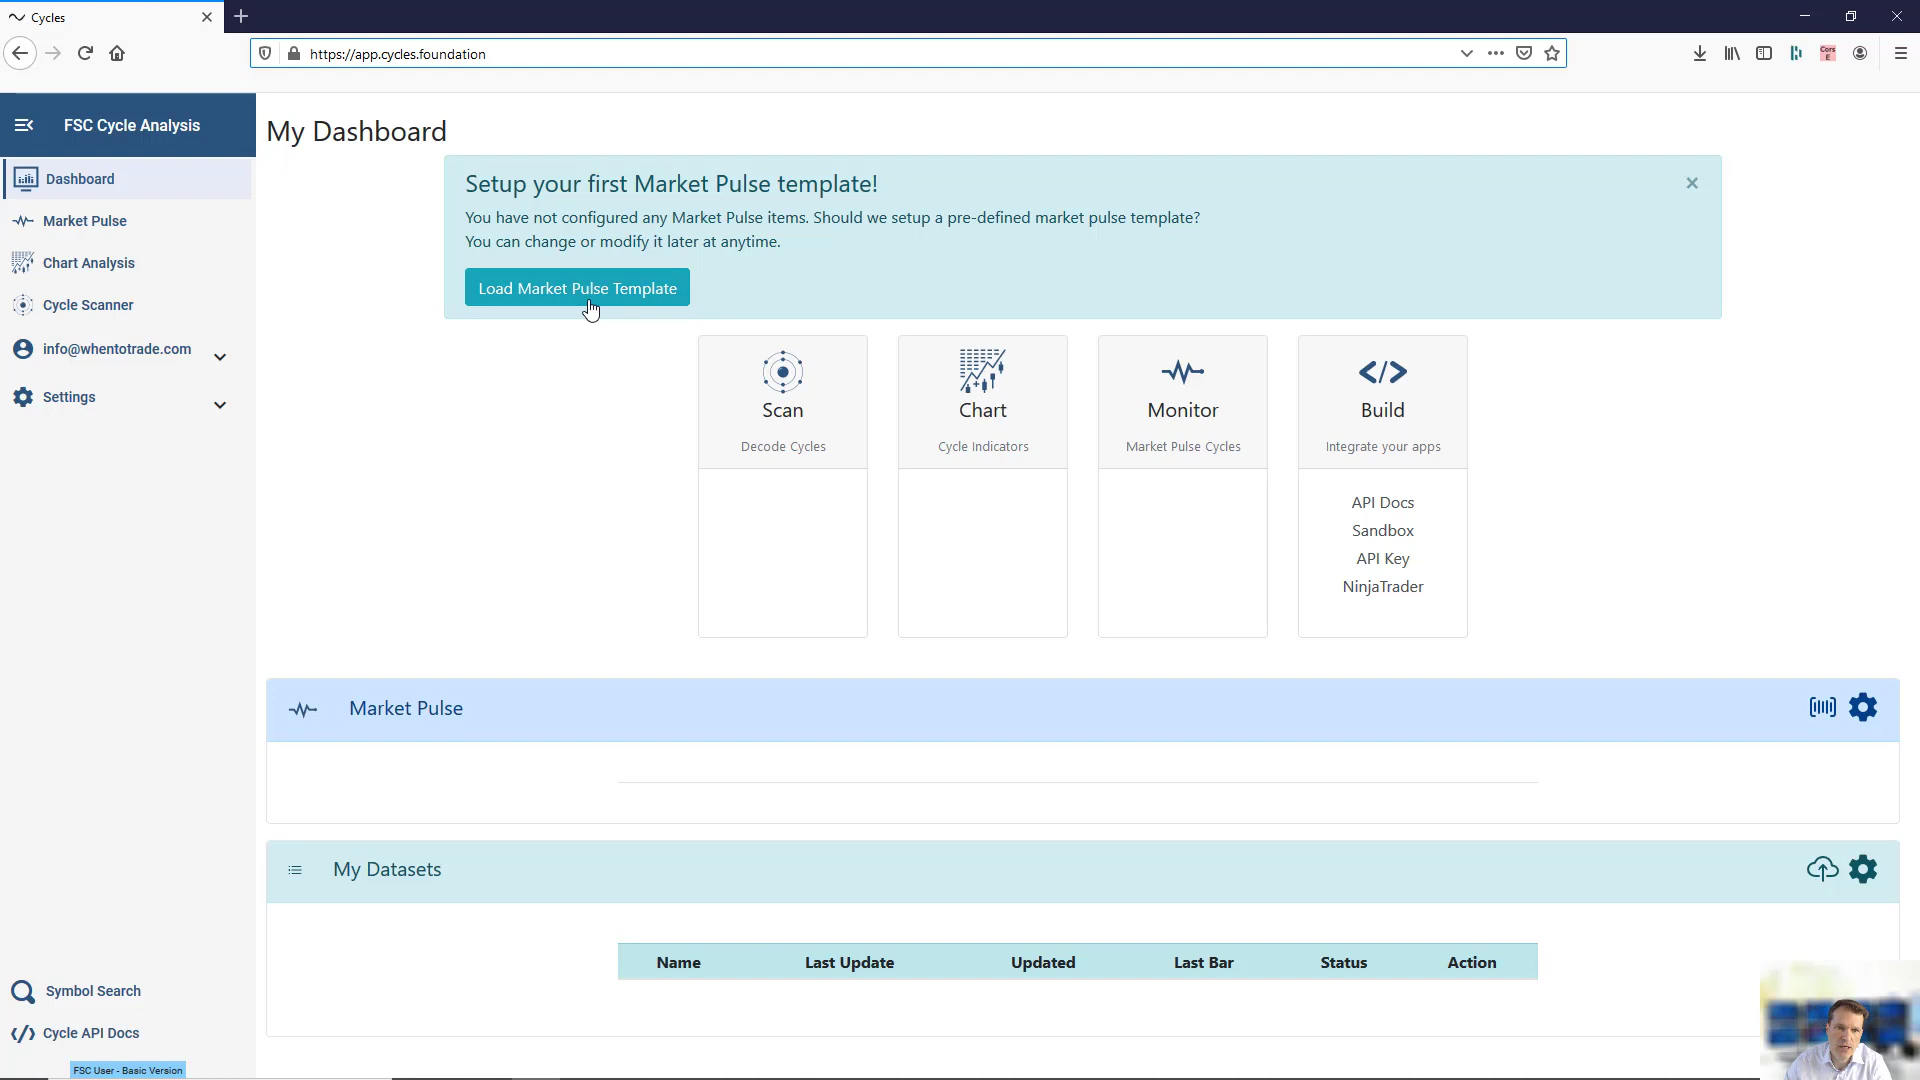 Cycles
https://app.cycles.foundation
FSC Cycle Analysis
Dashboard
Market Pulse
Chart Analysis
Cycle Scanner
info@whentotrade.com
Settings
Symbol Search
Cycle API Docs
FSC User - Basic Version
My Dashboard
Setup your first Market Pulse template!
You have not configured any Market Pulse items. Should we setup a pre-defined market pulse template?
You can change or modify it later at anytime.
Load Market Pulse Template
Scan
Decode Cycles
Chart
Cycle Indicators
Monitor
Market Pulse Cycles
Build
Integrate your apps
API Docs
Sandbox
API Key
NinjaTrader
Market Pulse
My Datasets
Name Last Update Updated Last Bar Status Action